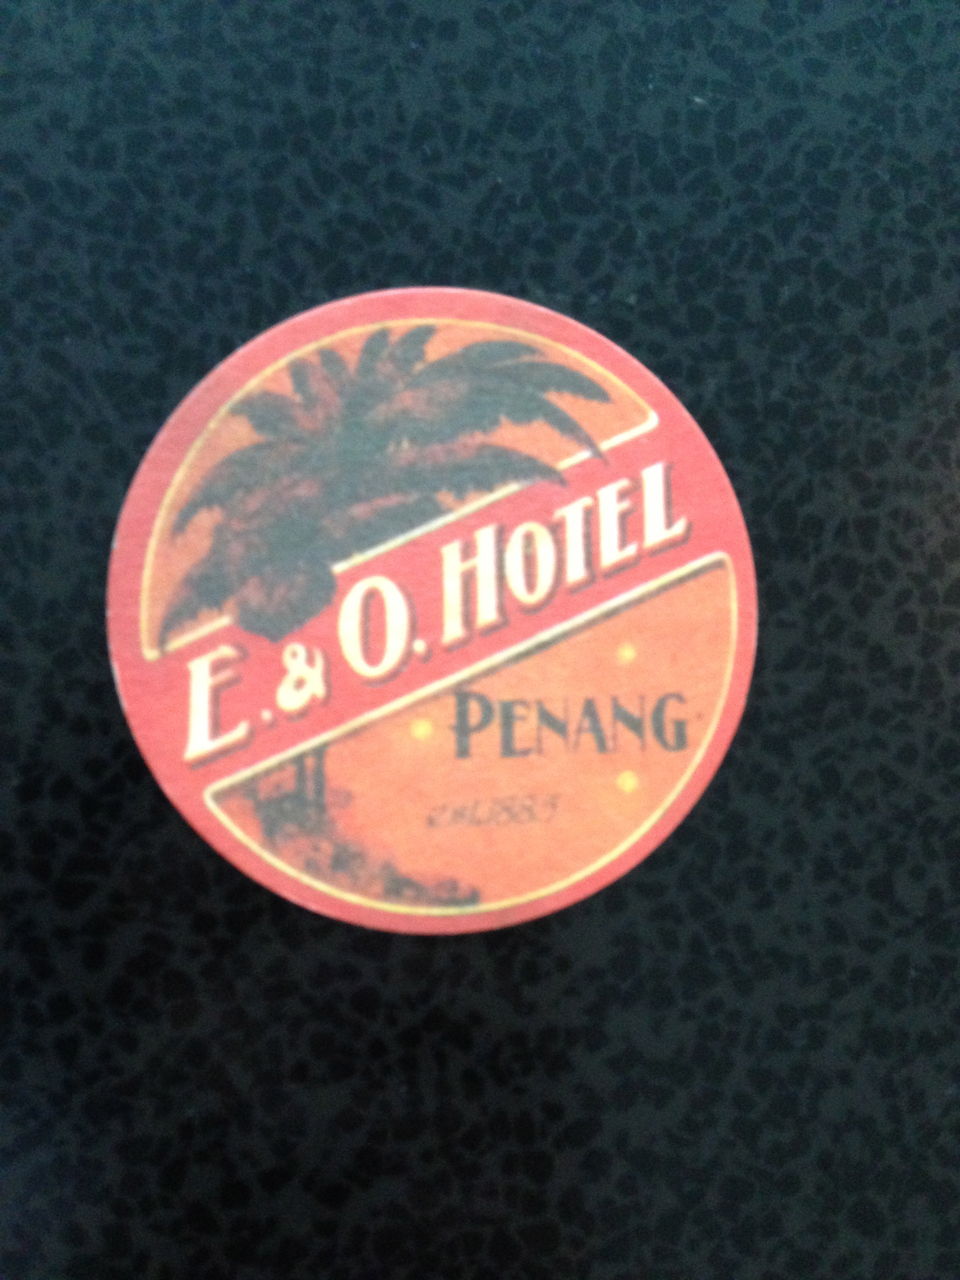 E. & O. HOTEL
PENANG
Est.1885